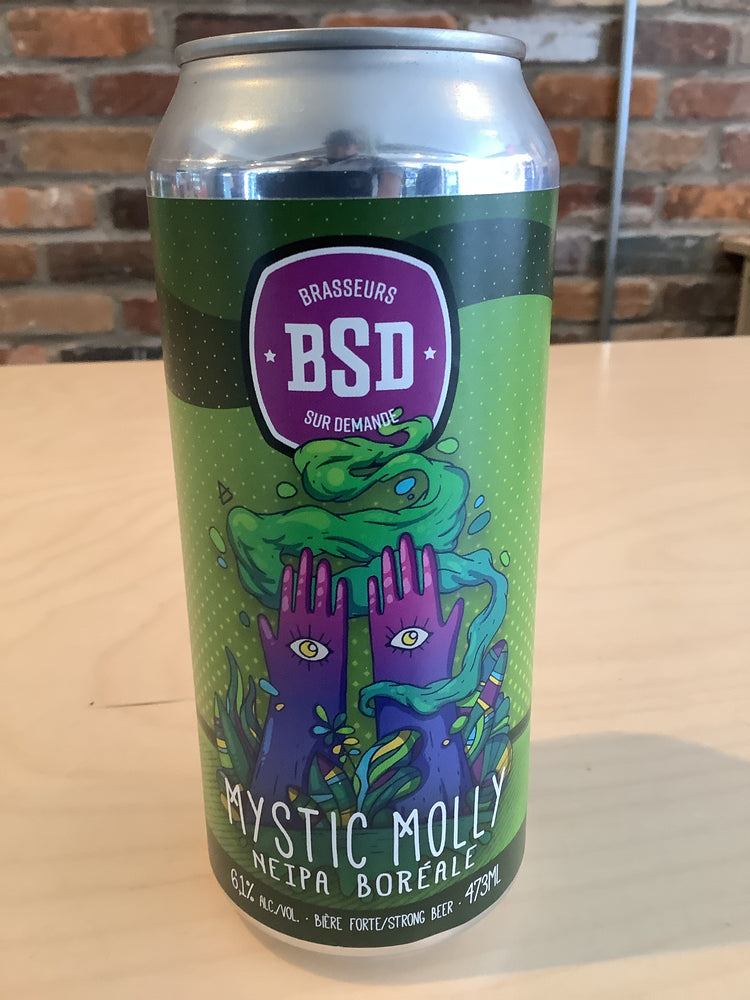 BRASSEURS
BSD
SUR DEMANDE
MYSTIC MOLLY
NEIPA BORÉALE
6,1% ALC/VOL. · BIÈRE FORTE/STRONG BEER · 473ML